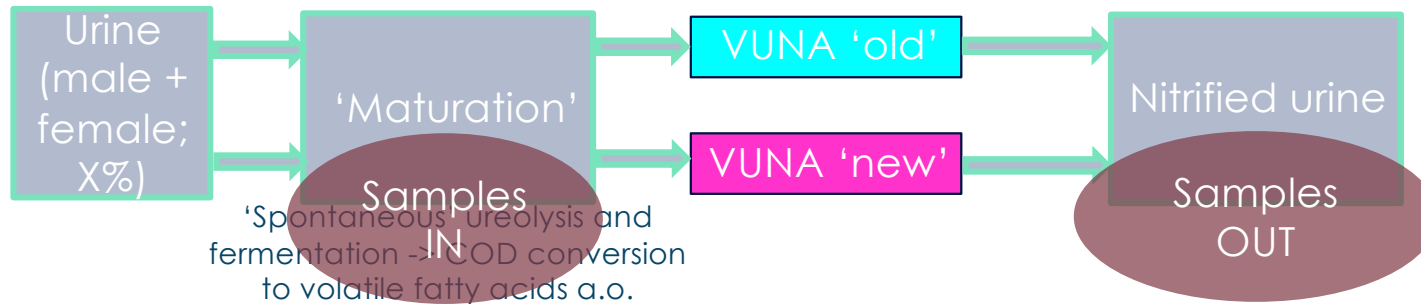 Urine
(male +
female;
X%)
‘Maturation’
Samples
IN
‘Spontaneous’ ureolysis and
fermentation -> COD conversion
to volatile fatty acids a.o.
VUNA ‘old’
VUNA ‘new’
Nitrified urine
Samples
OUT